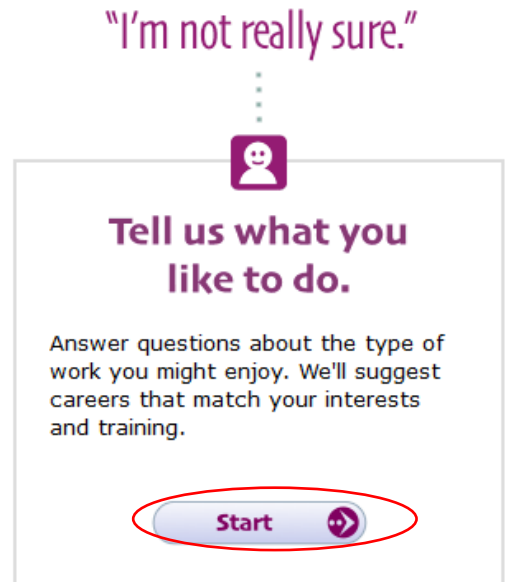 "I'm not really sure."
Tell us what you
like to do.
Answer questions about the type of
work you might enjoy. We'll suggest
careers that match your interests
and training.
Start